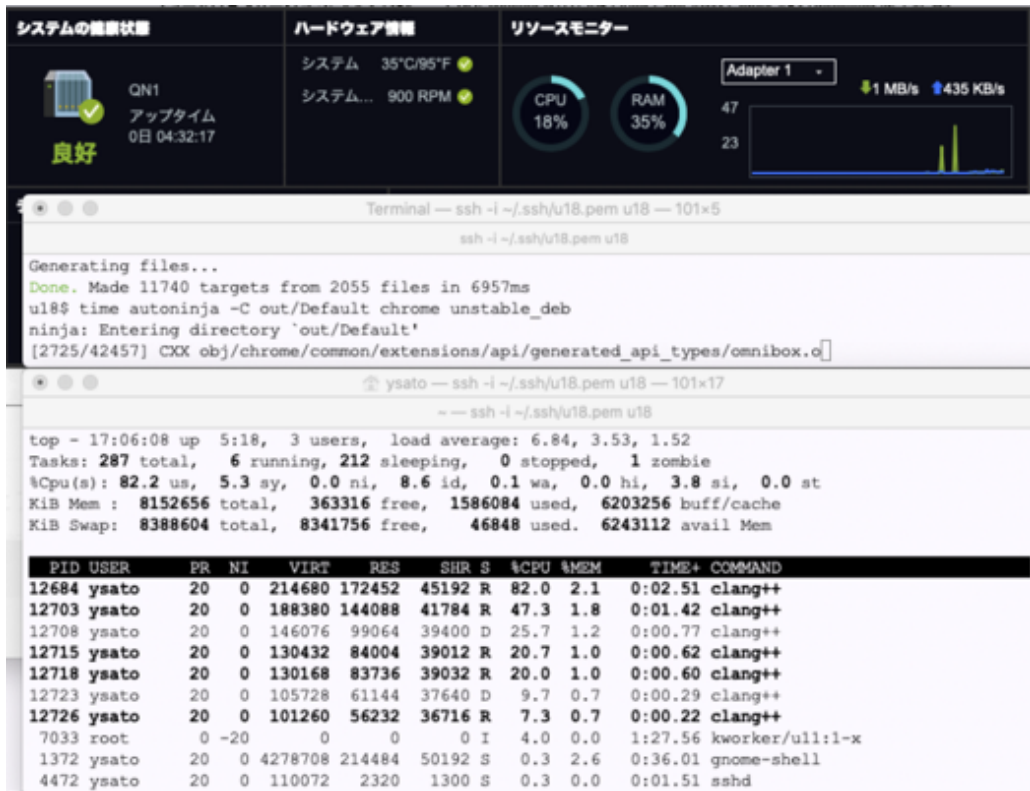 システムの健康状態
QN1
アップタイム
0日 04:32:17
良好
ハードウェア情報
システム 35°C/95°F
システム... 900 RPM
リソースモニター
CPU
18%
RAM
35%
Adapter 1
1 MB/s 435 KB/s
47
23
Terminal — ssh -i ~/.ssh/u18.pem u18 — 101×5
ssh -i ~/.ssh/u18.pem u18
Generating files...
Done. Made 11740 targets from 2055 files in 6957ms
u18$ time autoninja -C out/Default chrome unstable_deb
ninja: Entering directory `out/Default'
[2725/42457] CXX obj/chrome/common/extensions/api/generated_api_types/omnibox.o
ysato — ssh -i ~/.ssh/u18.pem u18 — 101×17
~ — ssh -i ~/.ssh/u18.pem u18
top - 17:06:08 up 5:18, 3 users, load average: 6.84, 3.53, 1.52
Tasks: 287 total, 6 running, 212 sleeping, 0 stopped, 1 zombie
%Cpu(s): 82.2 us, 5.3 sy, 0.0 ni, 8.6 id, 0.1 wa, 0.0 hi, 3.8 si, 0.0 st
KiB Mem : 8152656 total, 363316 free, 1586084 used, 6203256 buff/cache
KiB Swap: 8388604 total, 8341756 free, 46848 used. 6243112 avail Mem
PID USER PR NI VIRT RES SHR S %CPU %MEM TIME+ COMMAND
12684 ysato 20 0 214680 172452 45192 R 82.0 2.1 0:02.51 clang++
12703 ysato 20 0 188380 144088 41784 R 47.3 1.8 0:01.42 clang++
12708 ysato 20 0 146076 99064 39400 D 25.7 1.2 0:00.77 clang++
12715 ysato 20 0 130432 84004 39012 R 20.7 1.0 0:00.62 clang++
12718 ysato 20 0 130168 83736 39032 R 20.0 1.0 0:00.60 clang++
12723 ysato 20 0 105728 61144 37640 D 9.7 0.7 0:00.29 clang++
12726 ysato 20 0 101260 56232 36716 R 7.3 0.7 0:00.22 clang++
7033 root 0 -20 0 0 0 I 4.0 0.0 1:27.56 kworker/u11:1-x
1372 ysato 20 0 4278708 214484 50192 S 0.3 2.6 0:36.01 gnome-shell
4472 ysato 20 0 110072 2320 1300 S 0.3 0.0 0:01.51 sshd